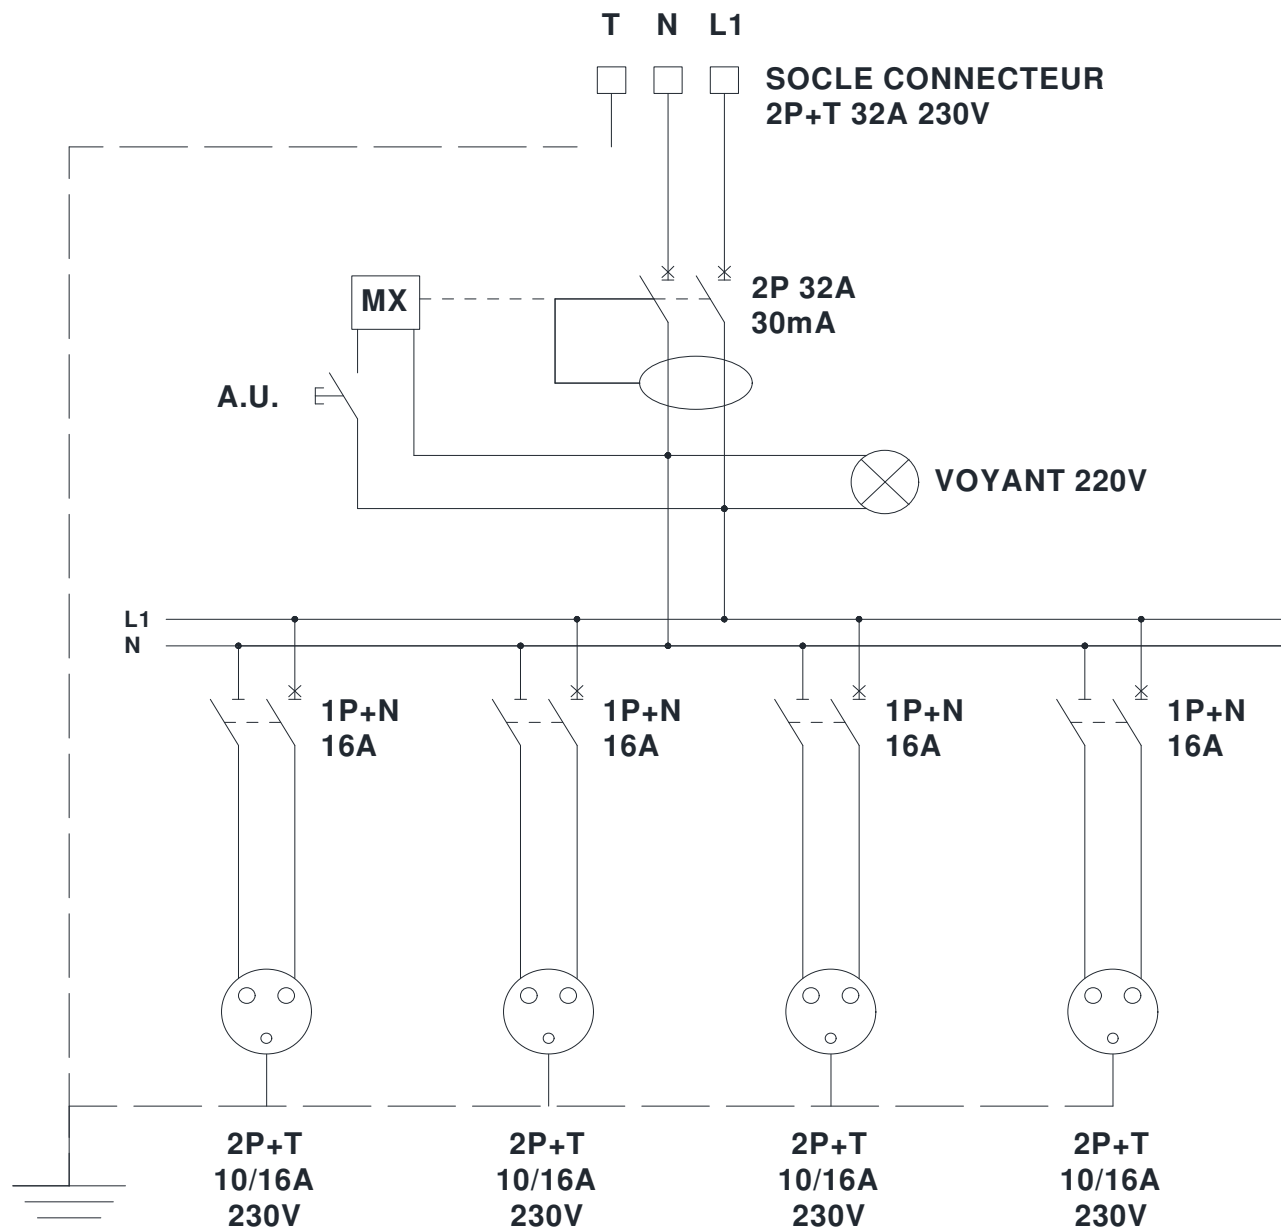 T N L1
SOCLE CONNECTEUR
2P+T 32A 230V
MX
2P 32A
30mA
A.U.
VOYANT 220V
L1
N
1P+N
16A
1P+N
16A
1P+N
16A
1P+N
16A
2P+T
10/16A
230V
2P+T
10/16A
230V
2P+T
10/16A
230V
2P+T
10/16A
230V